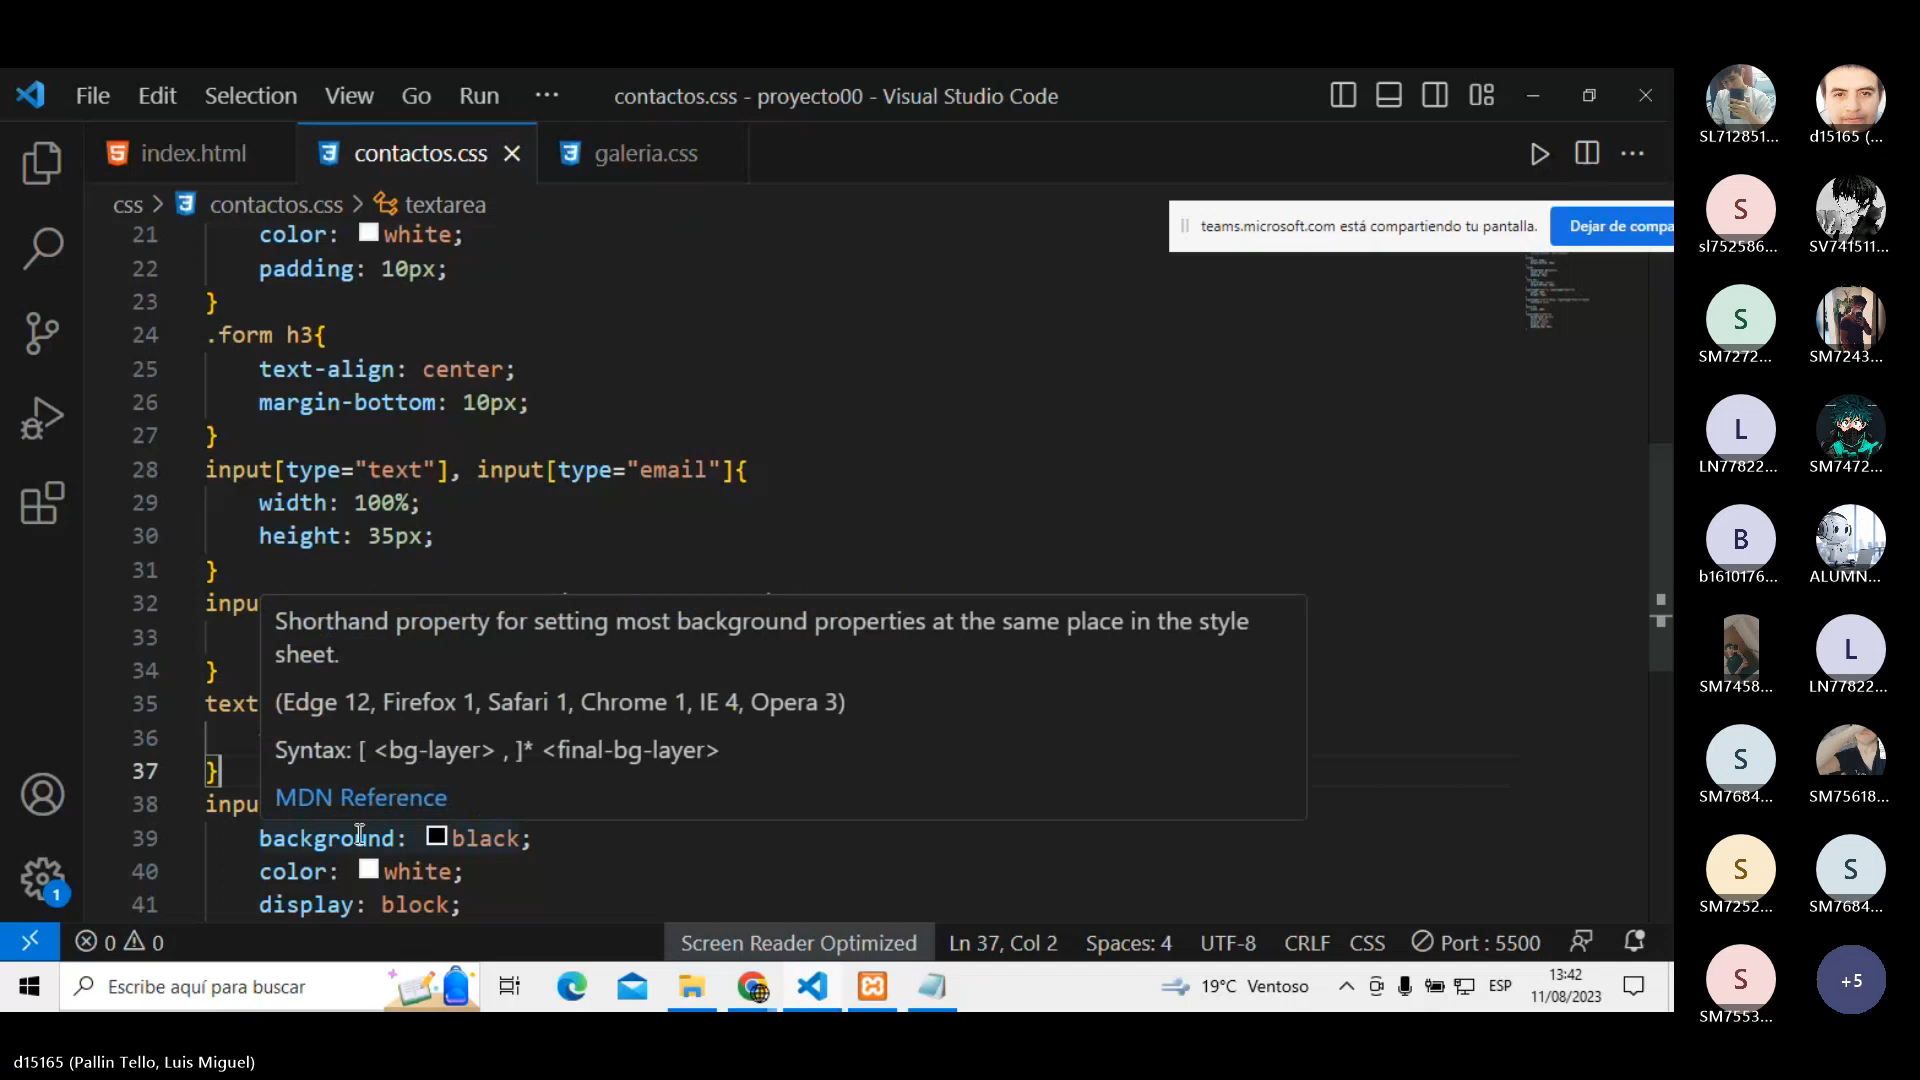 File Edit Selection View Go Run ··· contactos.css - proyecto00 - Visual Studio Code
index.html contactos.css galeria.css
css > contactos.css > textarea
teams.microsoft.com está compartiendo tu pantalla. Dejar de compa
21 color: white;
22 padding: 10px;
23 }
24 .form h3{
25 text-align: center;
26 margin-bottom: 10px;
27 }
28 input[type="text"], input[type="email"]{
29 width: 100%;
30 height: 35px;
31 }
32 inpu
33
34 }
35 text
36
37 }
38 inpu
Shorthand property for setting most background properties at the same place in the style
sheet.
(Edge 12, Firefox 1, Safari 1, Chrome 1, IE 4, Opera 3)
Syntax: [ <bg-layer> , ]* <final-bg-layer>
MDN Reference
39 background: black;
40 color: white;
41 display: block;
1
0 0 Screen Reader Optimized Ln 37, Col 2 Spaces: 4 UTF-8 CRLF CSS Port : 5500
Escribe aquí para buscar 19°C Ventoso ESP 13:42
11/08/2023
SL712851... d15165 (...
S
sl752586... SV741511...
S
SM7272... SM7243...
L
LN77822... SM7472...
B
b1610176... ALUMN...
L
SM7458... LN77822...
S
SM7684... SM75618...
S S
SM7252... SM7684...
S +5
SM7553...
d15165 (Pallin Tello, Luis Miguel)